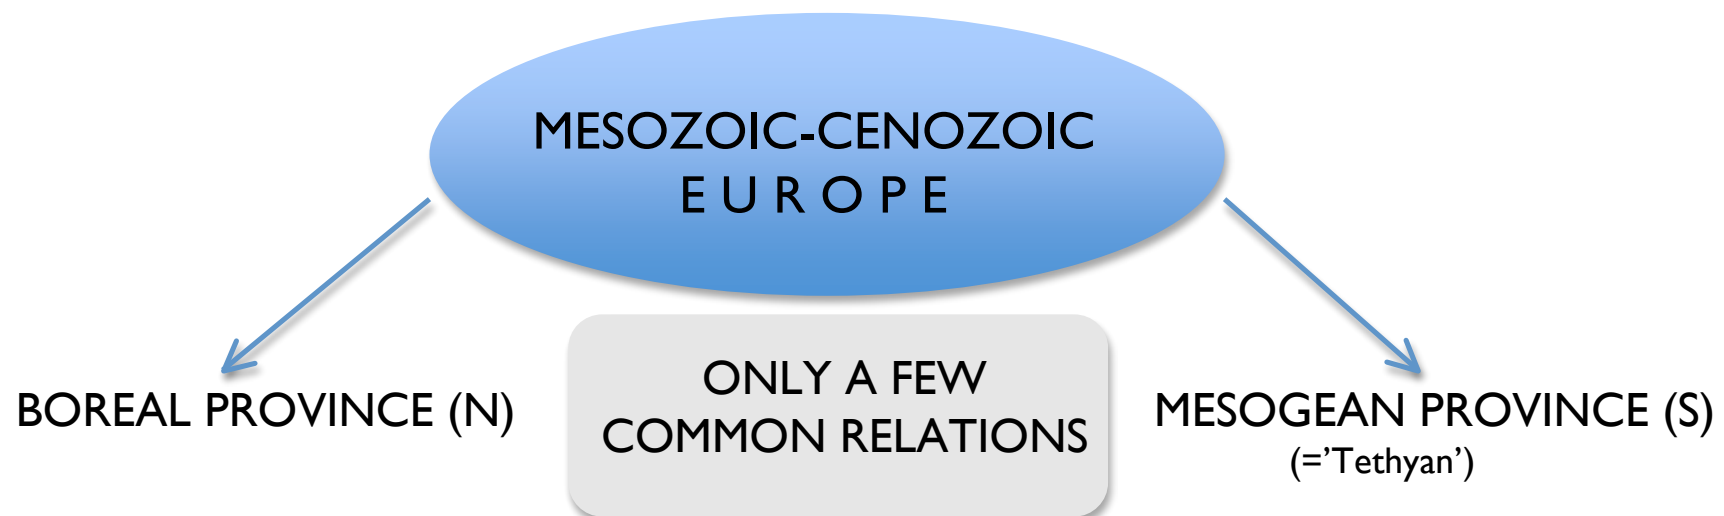 MESOZOIC-CENOZOIC
E U R O P E
BOREAL PROVINCE (N)
ONLY A FEW
COMMON RELATIONS
MESOGEAN PROVINCE (S)
(=’Tethyan’)